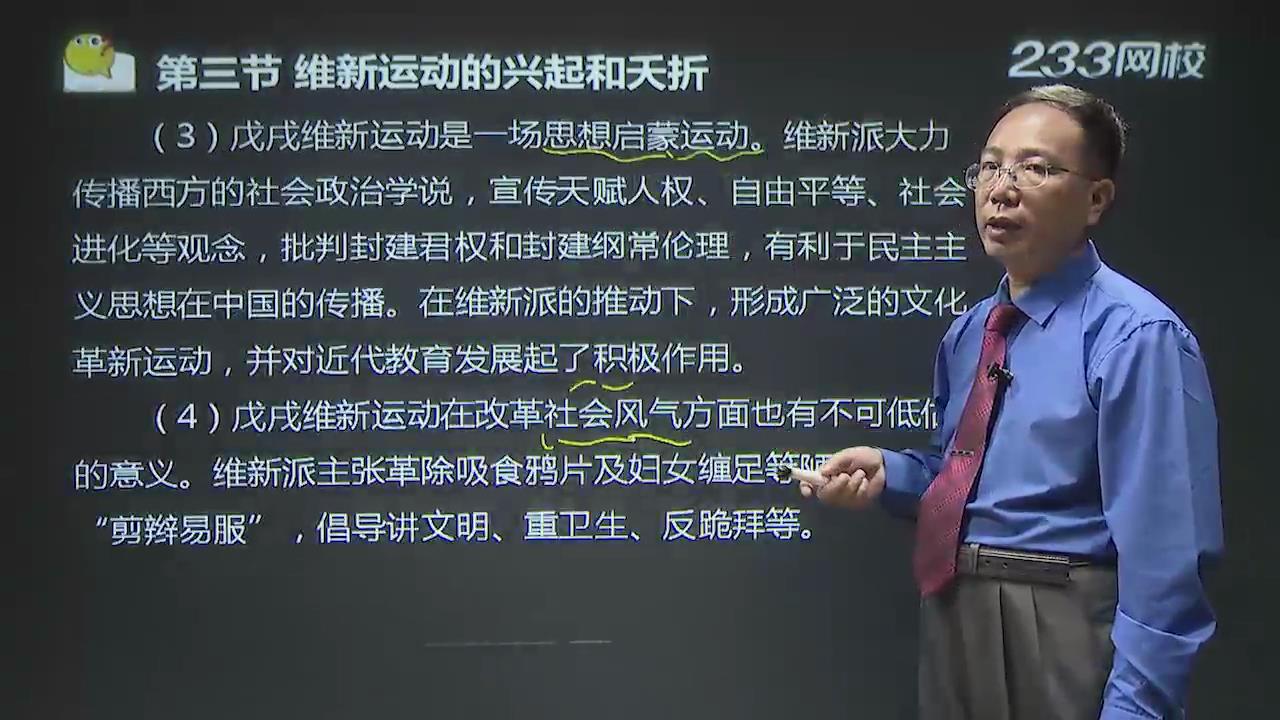 第三节 维新运动的兴起和夭折
233网校
（3）戊戌维新运动是一场思想启蒙运动。维新派大力
传播西方的社会政治学说，宣传天赋人权、自由平等、社会
进化等观念，批判封建君权和封建纲常伦理，有利于民主主
义思想在中国的传播。在维新派的推动下，形成广泛的文化
革新运动，并对近代教育发展起了积极作用。
（4）戊戌维新运动在改革社会风气方面也有不可低估
的意义。维新派主张革除吸食鸦片及妇女缠足等陋
“剪辫易服”，倡导讲文明、重卫生、反跪拜等。